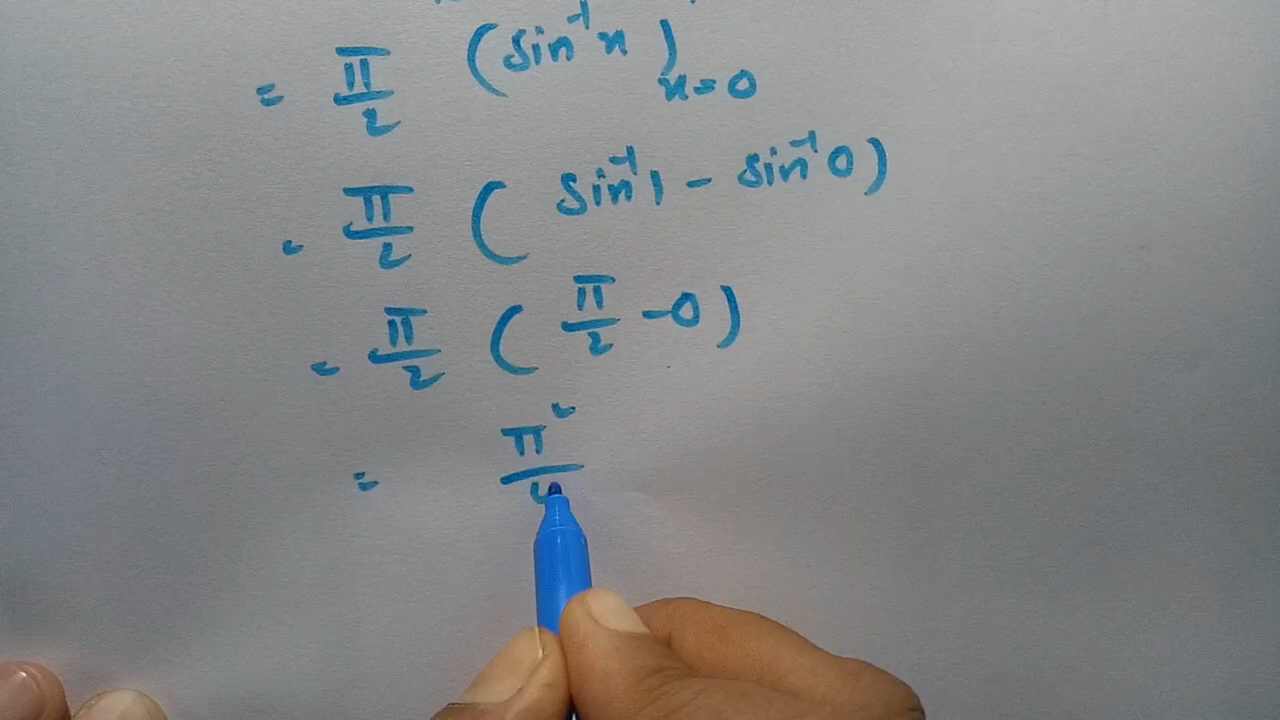 = π/2 (sin⁻¹x)x=0
= π/2 (sin⁻¹1 - sin⁻¹0)
= π/2 (π/2 - 0)
= π²/4